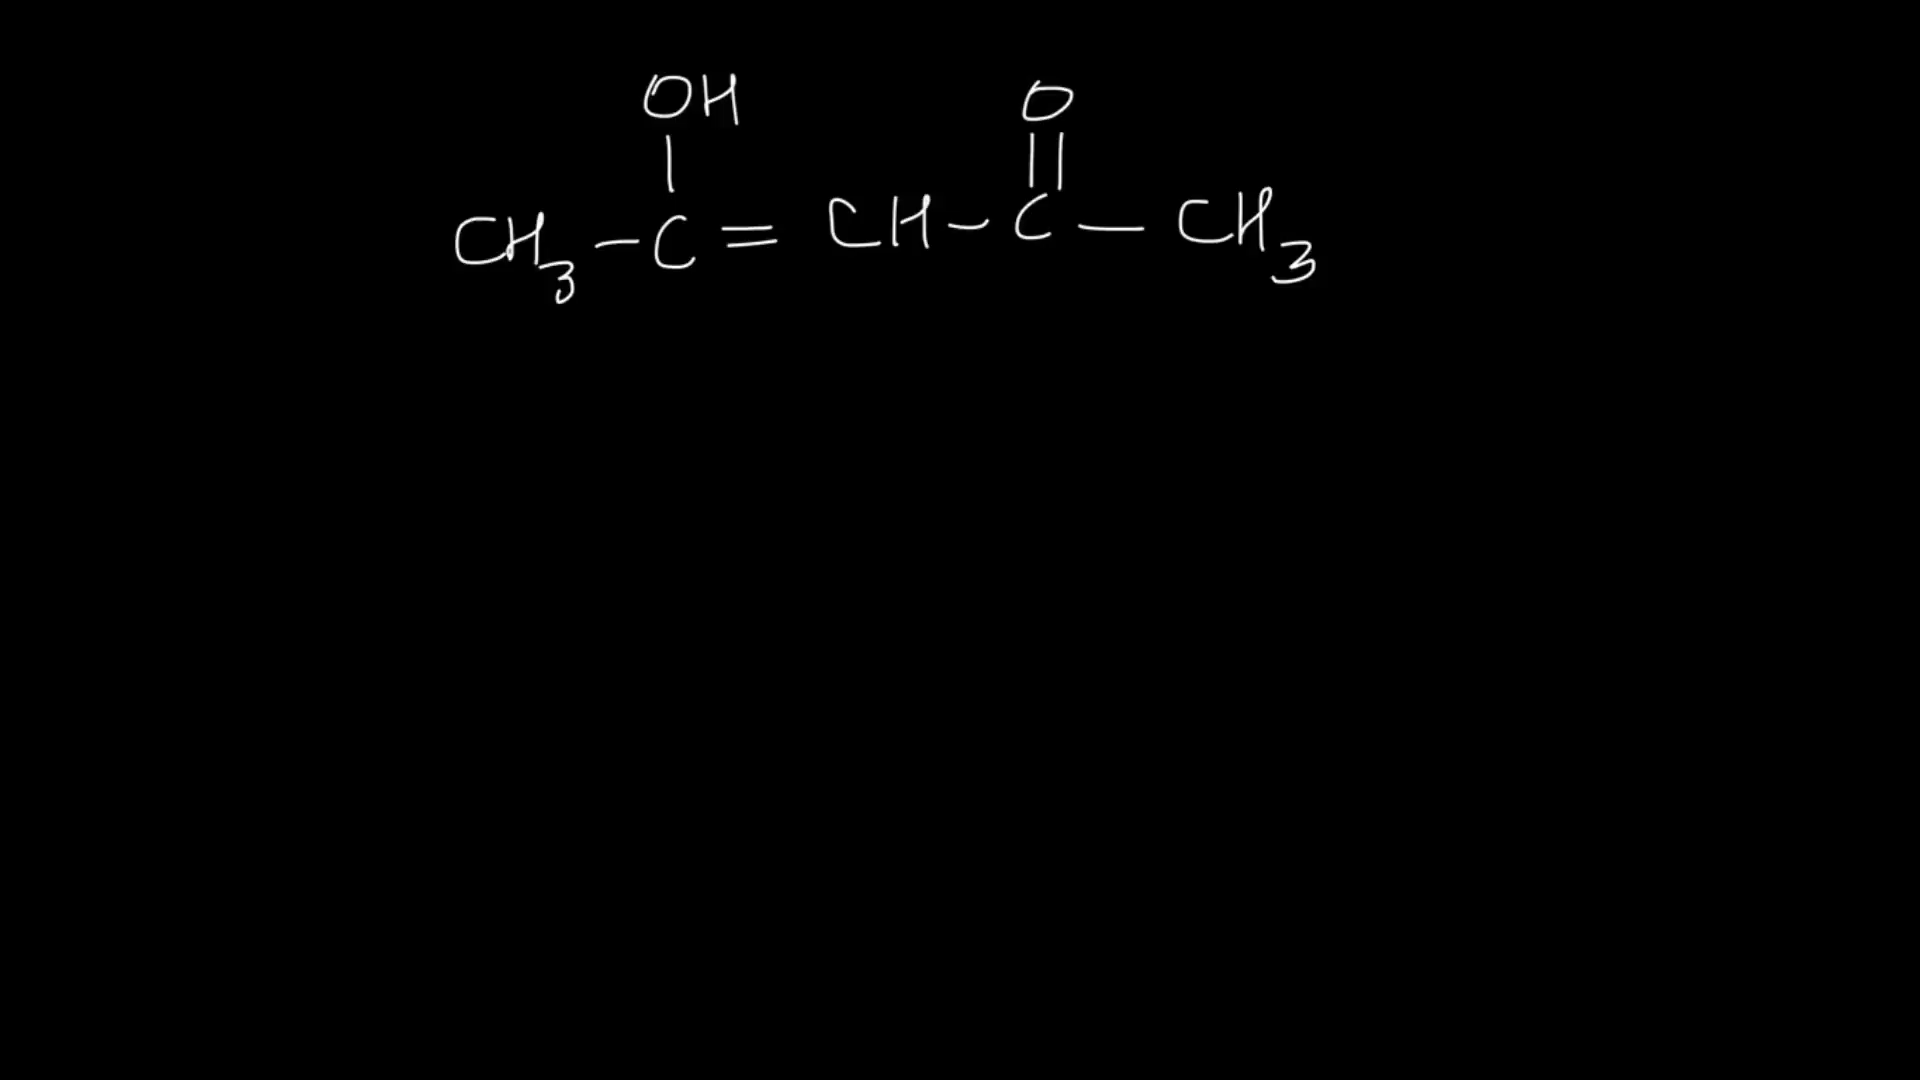 OH O
CH3 - C = CH - C - CH3